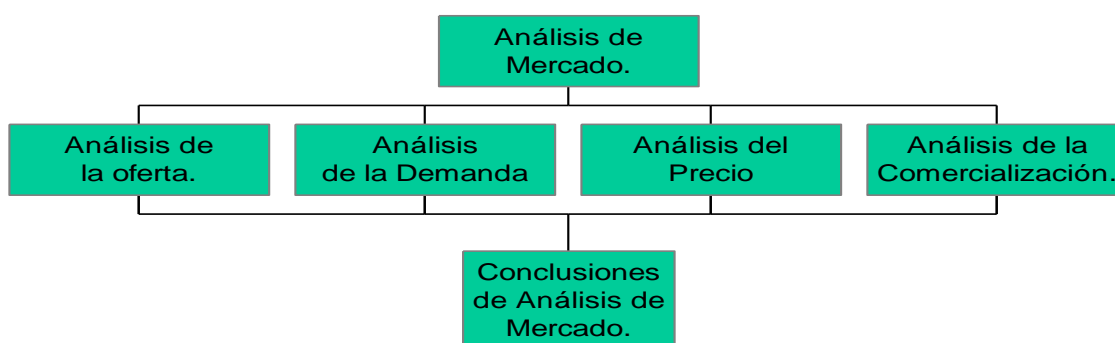 Análisis de
Mercado.
Análisis de
la oferta.
Análisis
de la Demanda
Análisis del
Precio
Análisis de la
Comercialización.
Conclusiones
de Análisis de
Mercado.